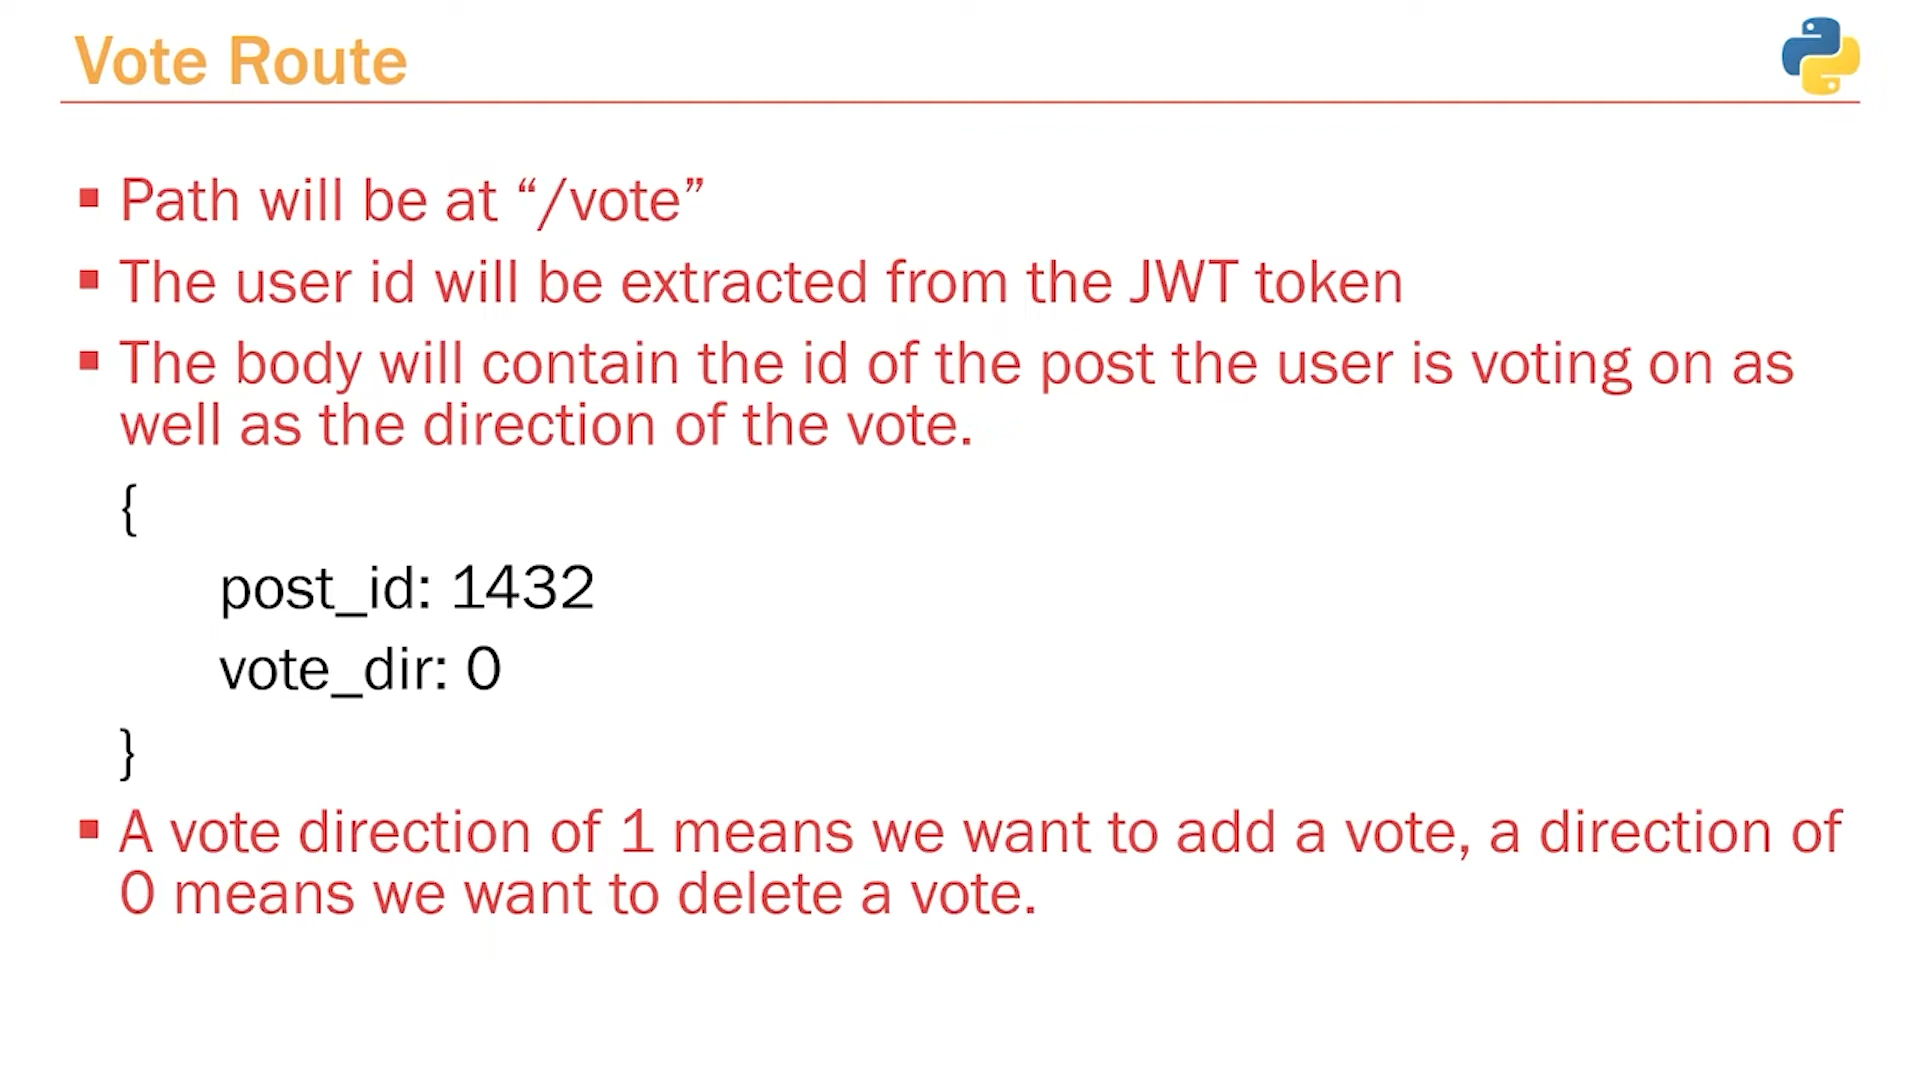 Vote Route
▪ Path will be at “/vote”
▪ The user id will be extracted from the JWT token
▪ The body will contain the id of the post the user is voting on as
well as the direction of the vote.
{
post_id: 1432
vote_dir: 0
}
▪ A vote direction of 1 means we want to add a vote, a direction of
0 means we want to delete a vote.